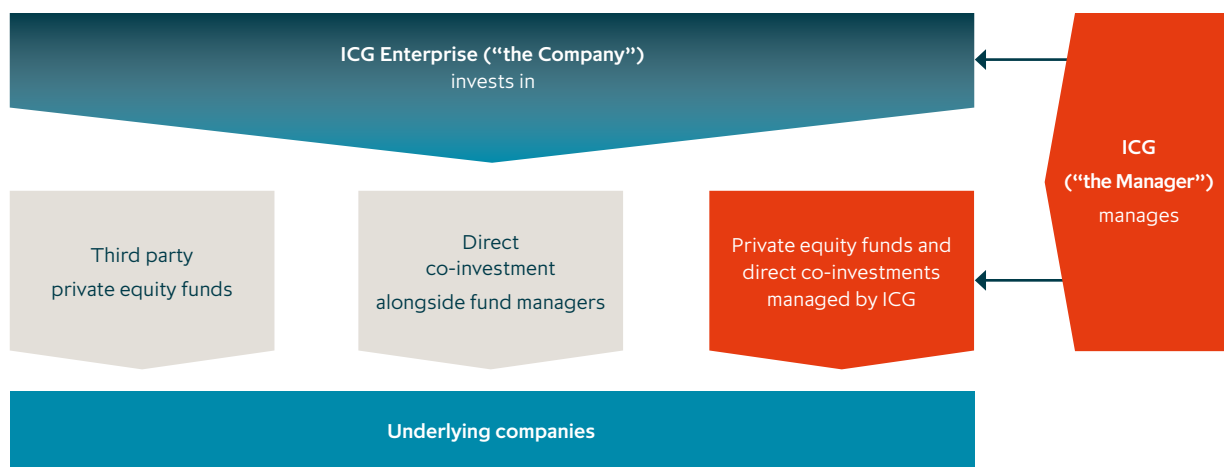 ICG Enterprise (“the Company”)
invests in
ICG
(“the Manager”)
manages
Third party
private equity funds
Direct
co-investment
alongside fund managers
Private equity funds and
direct co-investments
managed by ICG
Underlying companies